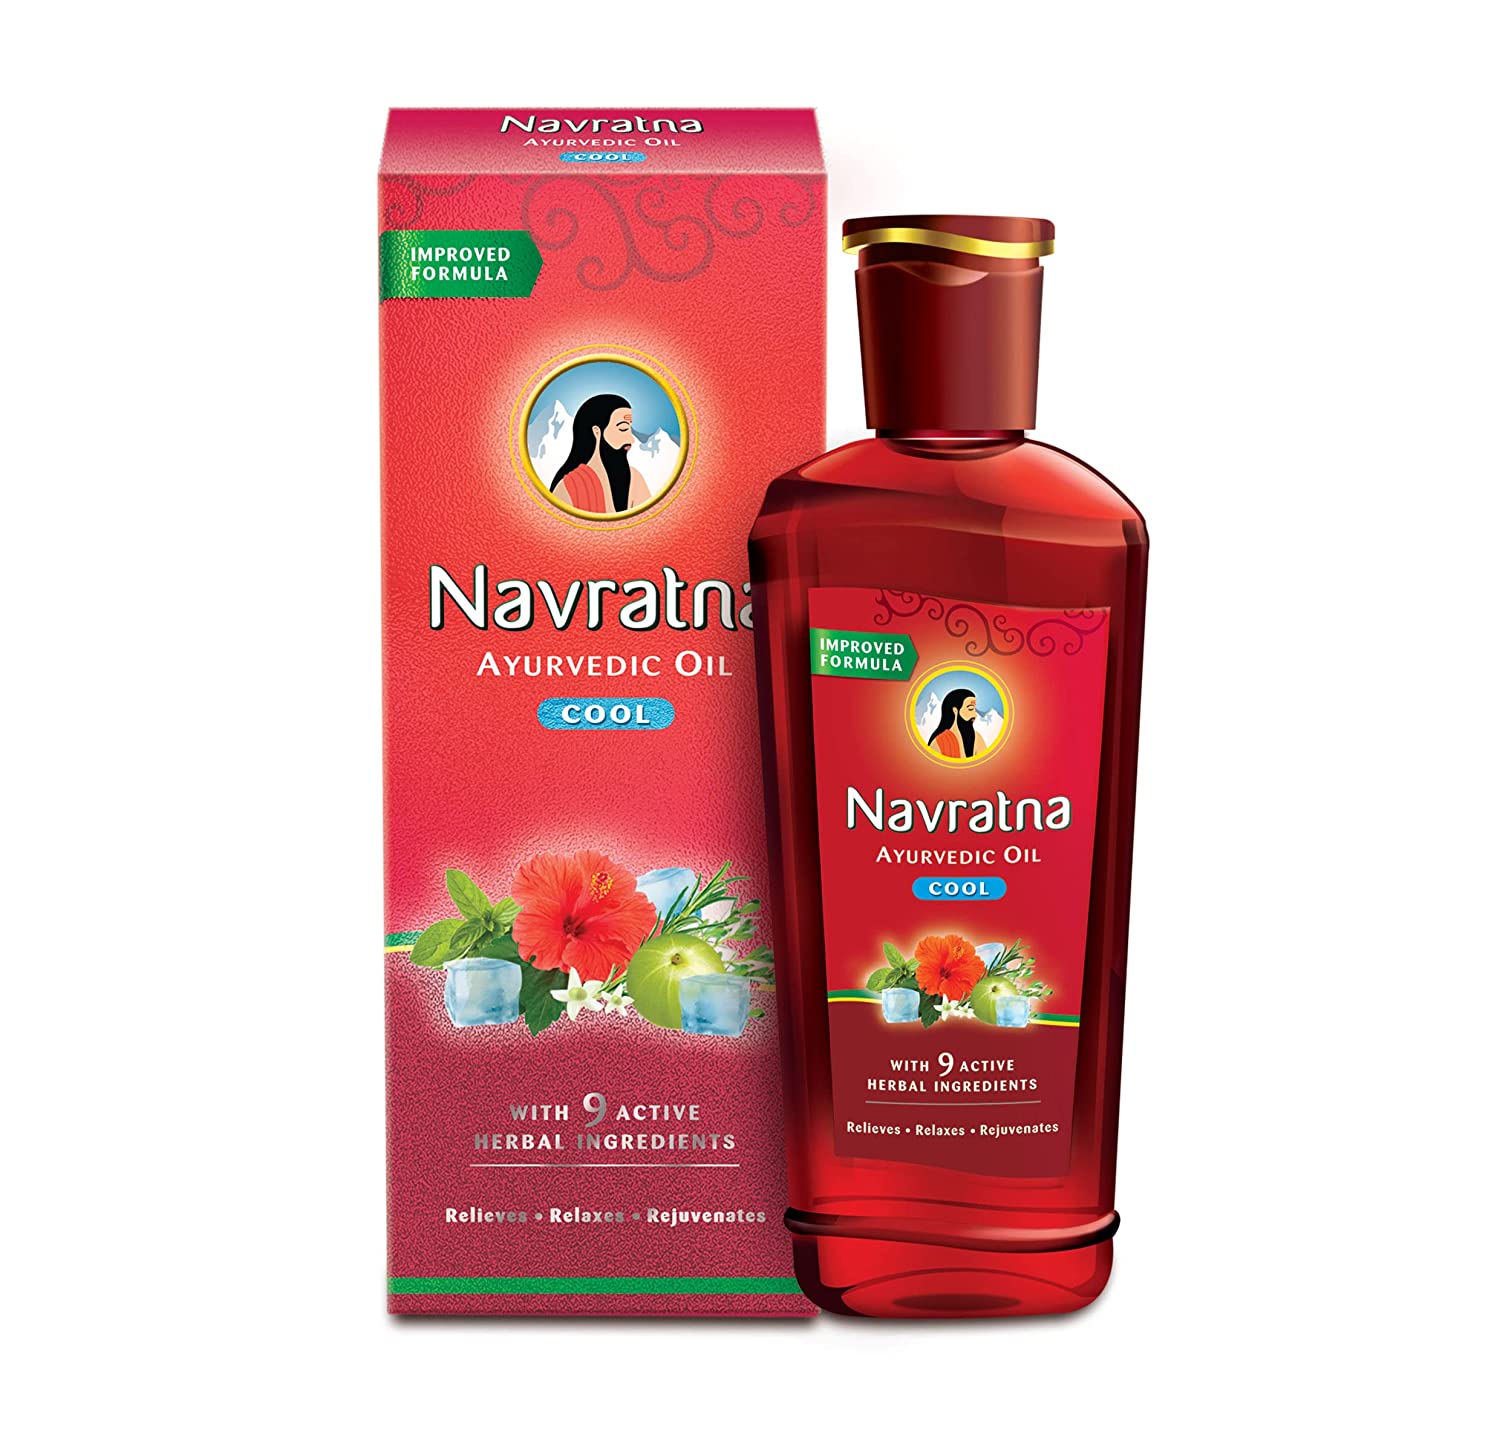 Navratna
AYURVEDIC OIL
COOL
IMPROVED
FORMULA
Navratna
AYURVEDIC OIL
COOL
WITH 9 ACTIVE
HERBAL INGREDIENTS
Relieves • Relaxes • Rejuvenates
IMPROVED
FORMULA
Navratna
AYURVEDIC OIL
COOL
WITH 9 ACTIVE
HERBAL INGREDIENTS
Relieves • Relaxes • Rejuvenates